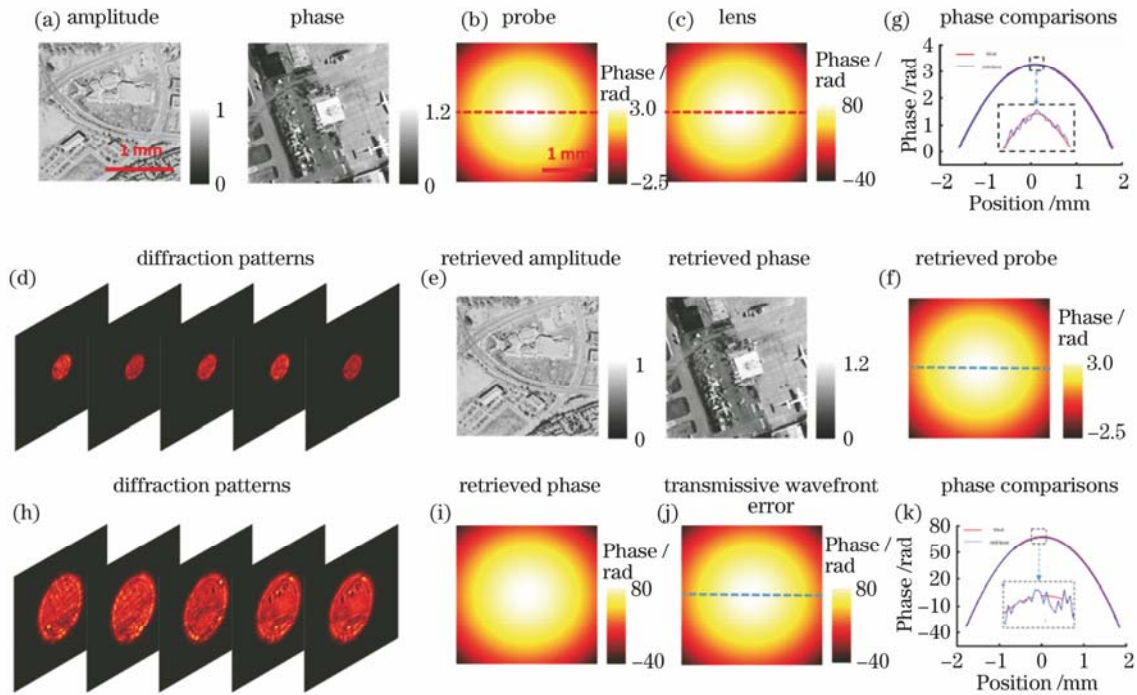 (a) amplitude
phase
1
0
1 mm
1.2
0
(b) probe
Phase /
rad
3.0
-2.5
(c) lens
Phase /
rad
80
-40
(g) phase comparisons
Phase /rad
4
3
2
1
0
-2 -1 0 1 2
Position /mm
(d) diffraction patterns
(e) retrieved amplitude
1
0
retrieved phase
1.2
0
(f) retrieved probe
Phase /
rad
3.0
-2.5
(h) diffraction patterns
(i) retrieved phase
Phase /
rad
80
-40
(j) transmissive wavefront
error
Phase /
rad
80
-40
(k) phase comparisons
Phase /rad
80
50
20
-10
-40
-2 -1 0 1 2
Position /mm